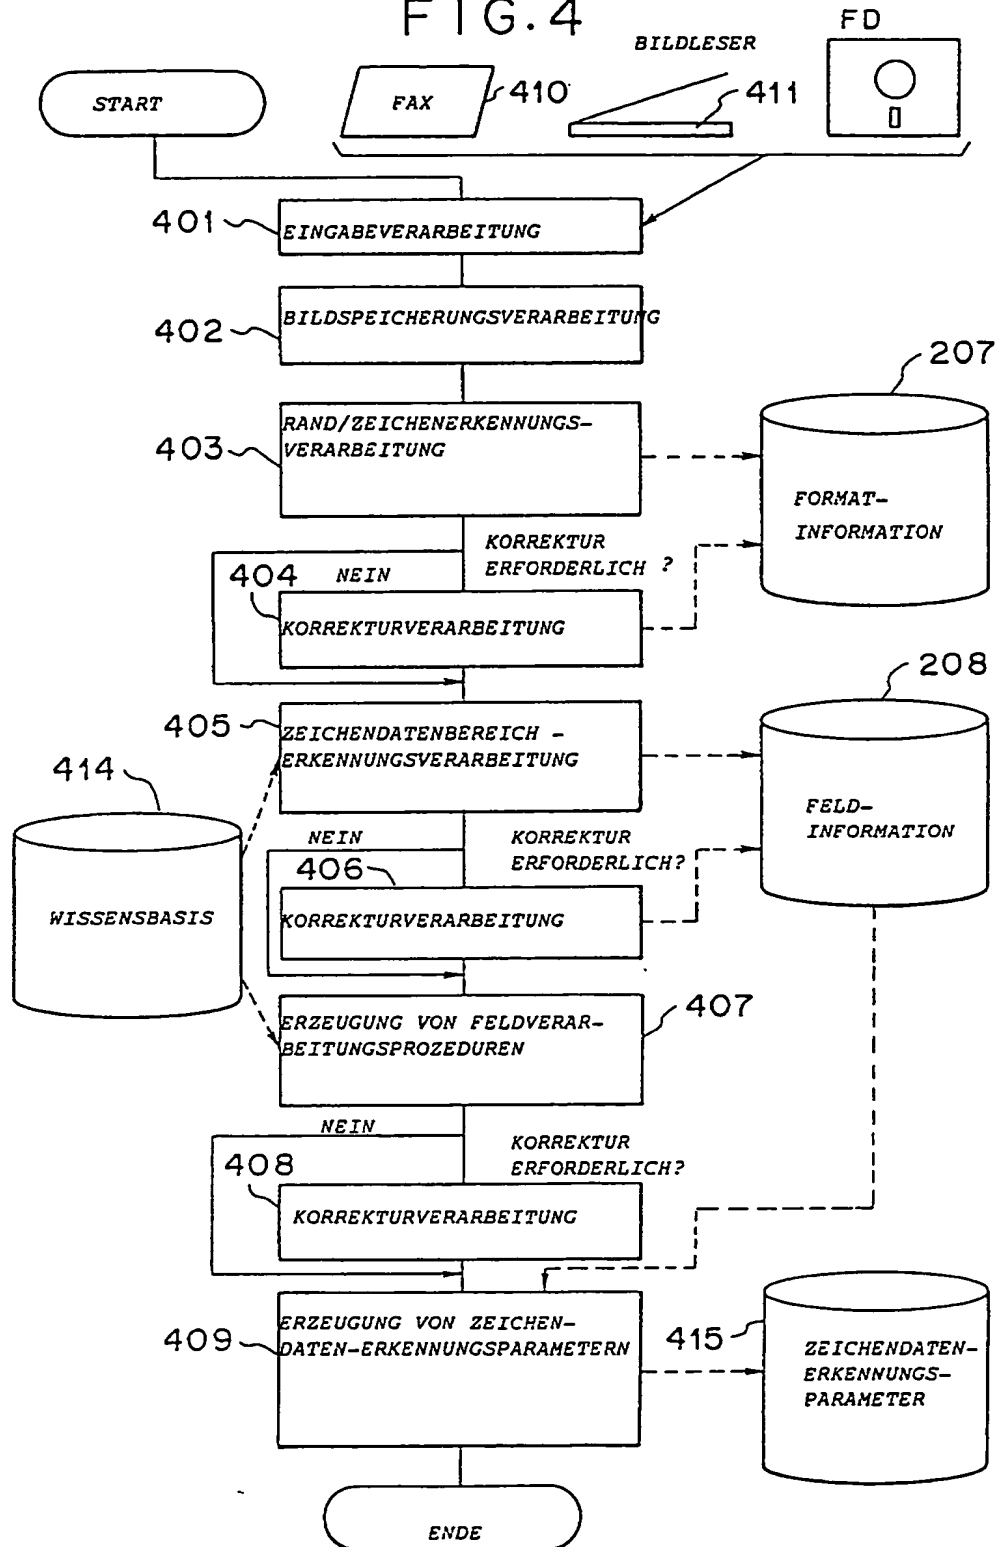 FIG.4
FD
BILDLESER
START
FAX
410
411
401
EINGABEVERARBEITUNG
402
BILDSPEICHERUNGSVERARBEITUNG
207
403
RAND/ZEICHENERKENNUNGS-
VERARBEITUNG
FORMAT-
INFORMATION
KORREKTUR
ERFORDERLICH ?
404
NEIN
KORREKTURVERARBEITUNG
208
405
ZEICHENDATENBEREICH -
ERKENNUNGSVERARBEITUNG
414
FELD-
INFORMATION
NEIN
KORREKTUR
ERFORDERLICH?
406
WISSENSBASIS
KORREKTURVERARBEITUNG
407
ERZEUGUNG VON FELDVERAR-
BEITUNGSPROZEDUREN
NEIN
KORREKTUR
ERFORDERLICH?
408
KORREKTURVERARBEITUNG
409
ERZEUGUNG VON ZEICHEN-
DATEN-ERKENNUNGSPARAMETERN
415
ZEICHENDATEN-
ERKENNUNGS-
PARAMETER
ENDE